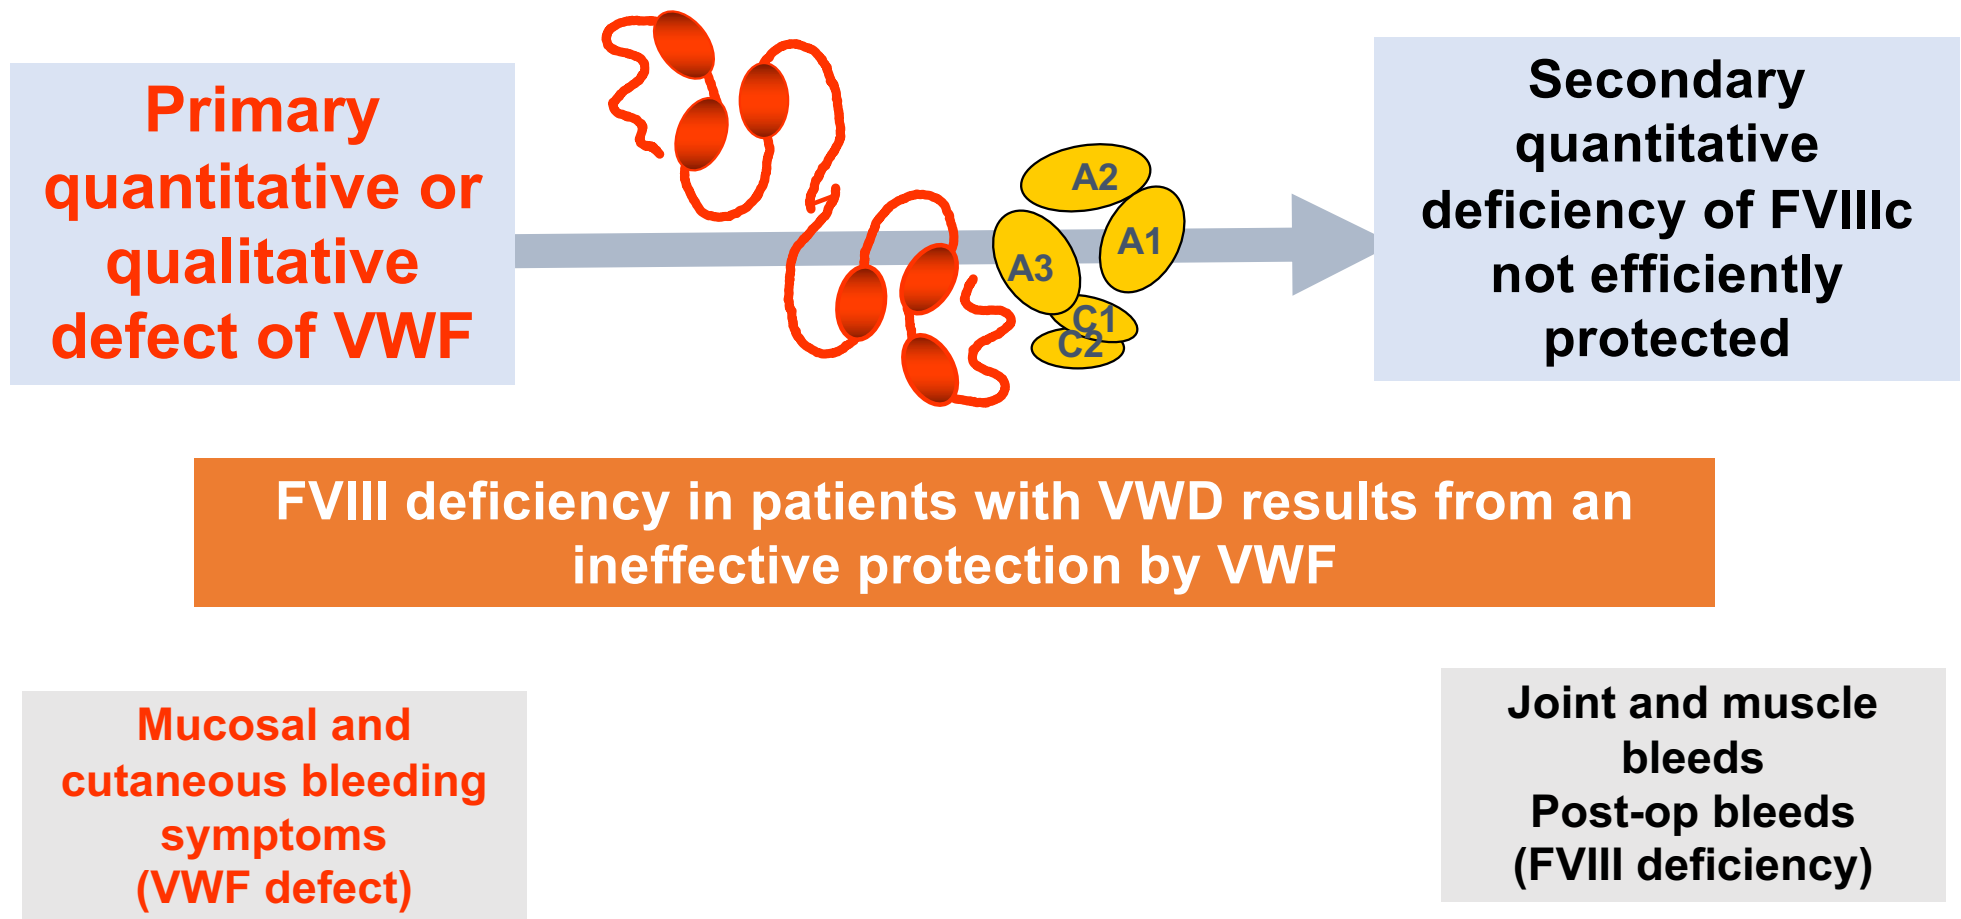 Primary
quantitative or
qualitative
defect of VWF
A2
A1
A3
C1
C2
Secondary
quantitative
deficiency of FVIIIc
not efficiently
protected
FVIII deficiency in patients with VWD results from an
ineffective protection by VWF
Mucosal and
cutaneous bleeding
symptoms
(VWF defect)
Joint and muscle
bleeds
Post-op bleeds
(FVIII deficiency)